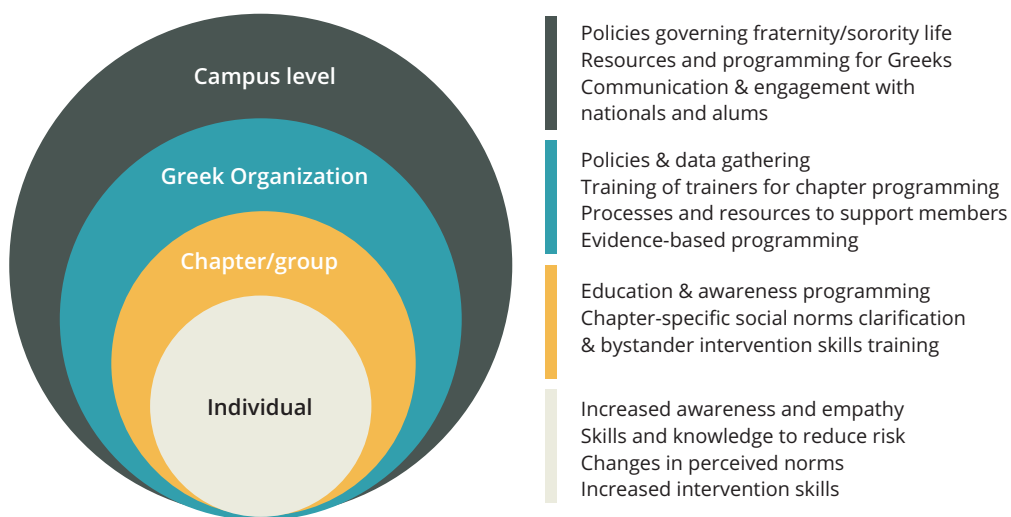 Campus level
Greek Organization
Chapter/group
Individual
Policies governing fraternity/sorority life
Resources and programming for Greeks
Communication & engagement with
nationals and alums
Policies & data gathering
Training of trainers for chapter programming
Processes and resources to support members
Evidence-based programming
Education & awareness programming
Chapter-specific social norms clarification
& bystander intervention skills training
Increased awareness and empathy
Skills and knowledge to reduce risk
Changes in perceived norms
Increased intervention skills